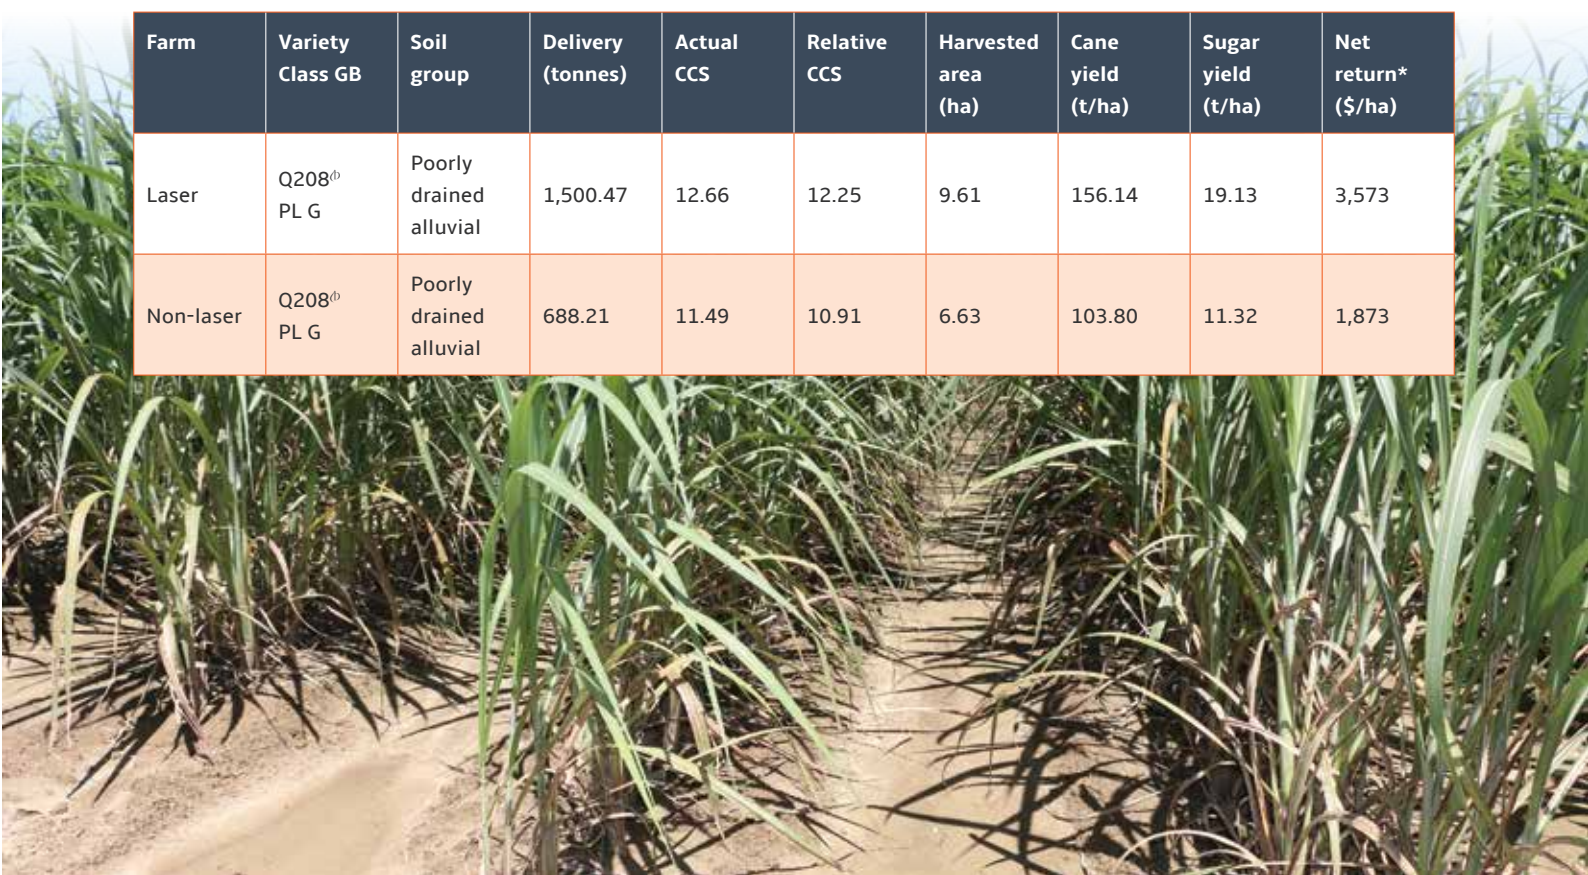 Farm
Variety
Class GB
Soil
group
Delivery
(tonnes)
Actual
CCS
Relative
CCS
Harvested
area
(ha)
Cane
yield
(t/ha)
Sugar
yield
(t/ha)
Net
return*
($/ha)
Laser
Q208⁽ᵇ
PL G
Poorly
drained
alluvial
1,500.47
12.66
12.25
9.61
156.14
19.13
3,573
Non-laser
Q208⁽ᵇ
PL G
Poorly
drained
alluvial
688.21
11.49
10.91
6.63
103.80
11.32
1,873